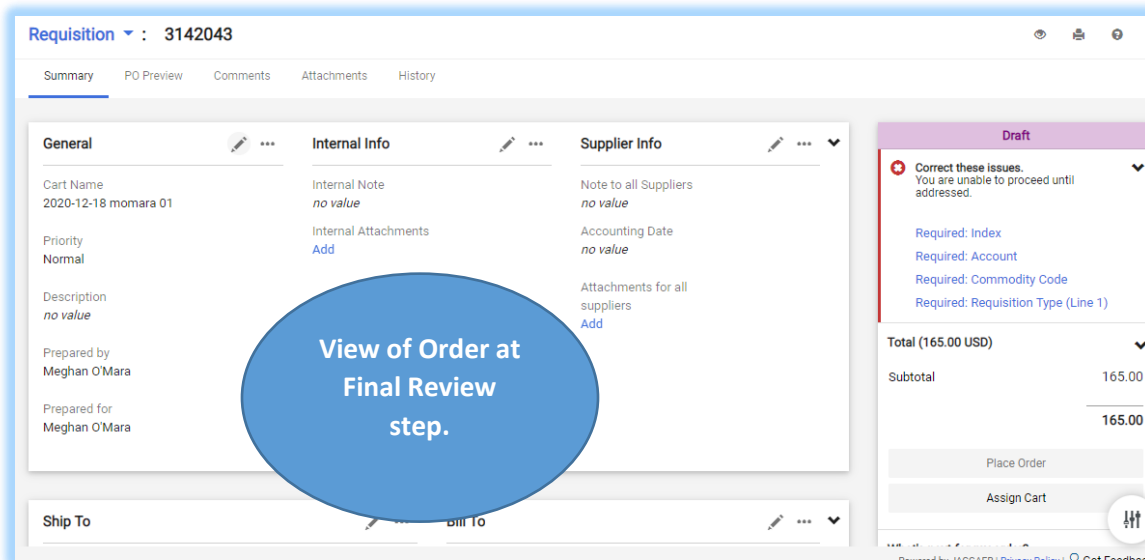 Requisition : 3142043
Summary PO Preview Comments Attachments History
General
Cart Name
2020-12-18 momara 01
Priority
Normal
Description
no value
Prepared by
Meghan O'Mara
Prepared for
Meghan O'Mara
Internal Info
Internal Note
no value
Internal Attachments
Add
Supplier Info
Note to all Suppliers
no value
Accounting Date
no value
Attachments for all
suppliers
Add
View of Order at
Final Review
step.
Ship To
Bill To
Draft
Correct these issues.
You are unable to proceed until
addressed.
Required: Index
Required: Account
Required: Commodity Code
Required: Requisition Type (Line 1)
Total (165.00 USD)
Subtotal 165.00
165.00
Place Order
Assign Cart
Powered by JAGGAER | Privacy Policy |